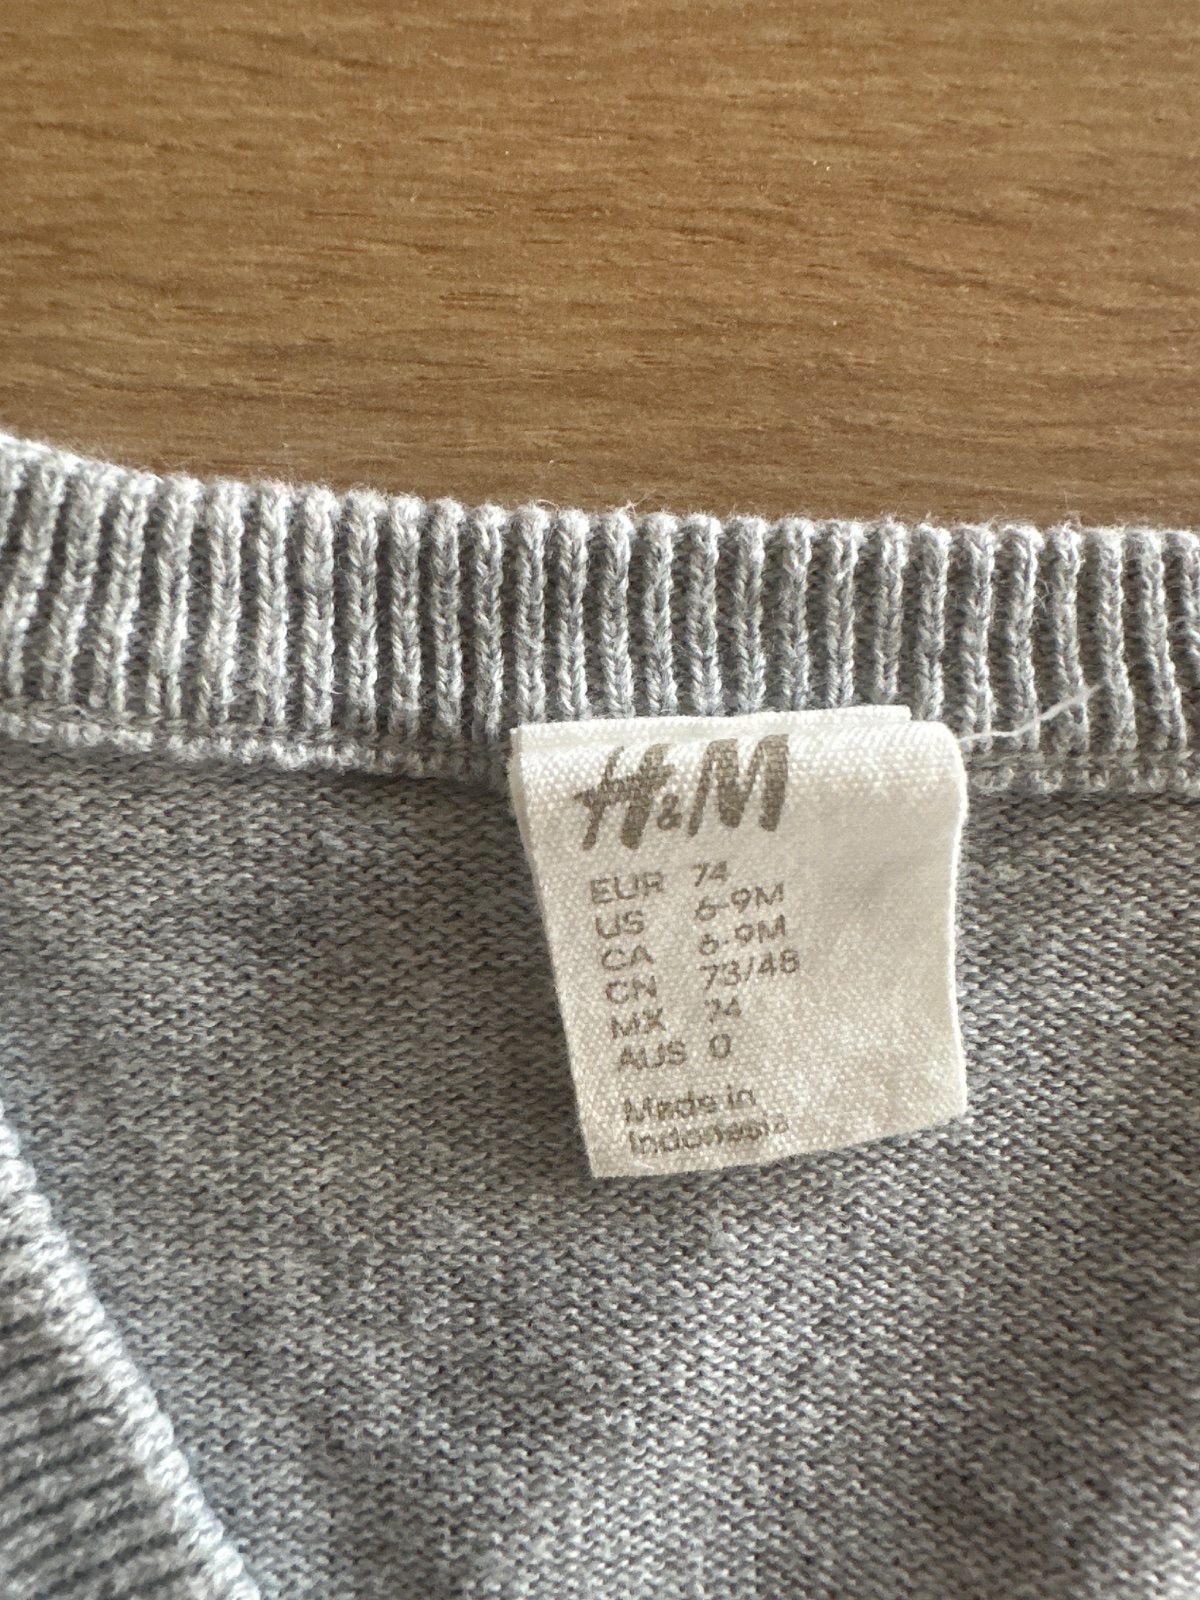 H&M
EUR 74
US 6-9M
CA 6-9M
CN 73/48
MX 74
AUS 0
Made in
Indonesia